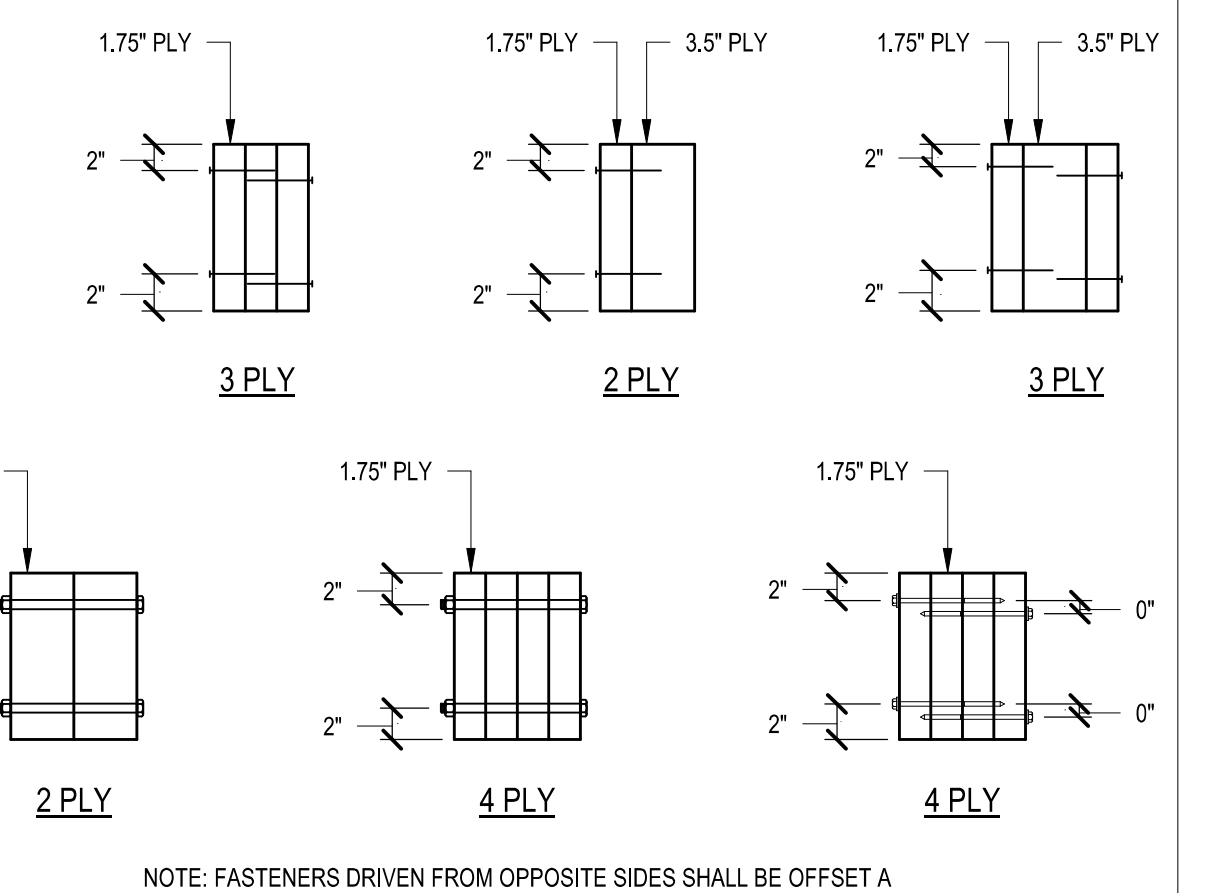 1.75" PLY
1.75" PLY 3.5" PLY
1.75" PLY 3.5" PLY
2"
2"
2"
2"
2"
2"
3 PLY
2 PLY
3 PLY
1.75" PLY
1.75" PLY
2"
2"
0"
2"
2"
0"
2 PLY
4 PLY
4 PLY
NOTE: FASTENERS DRIVEN FROM OPPOSITE SIDES SHALL BE OFFSET A